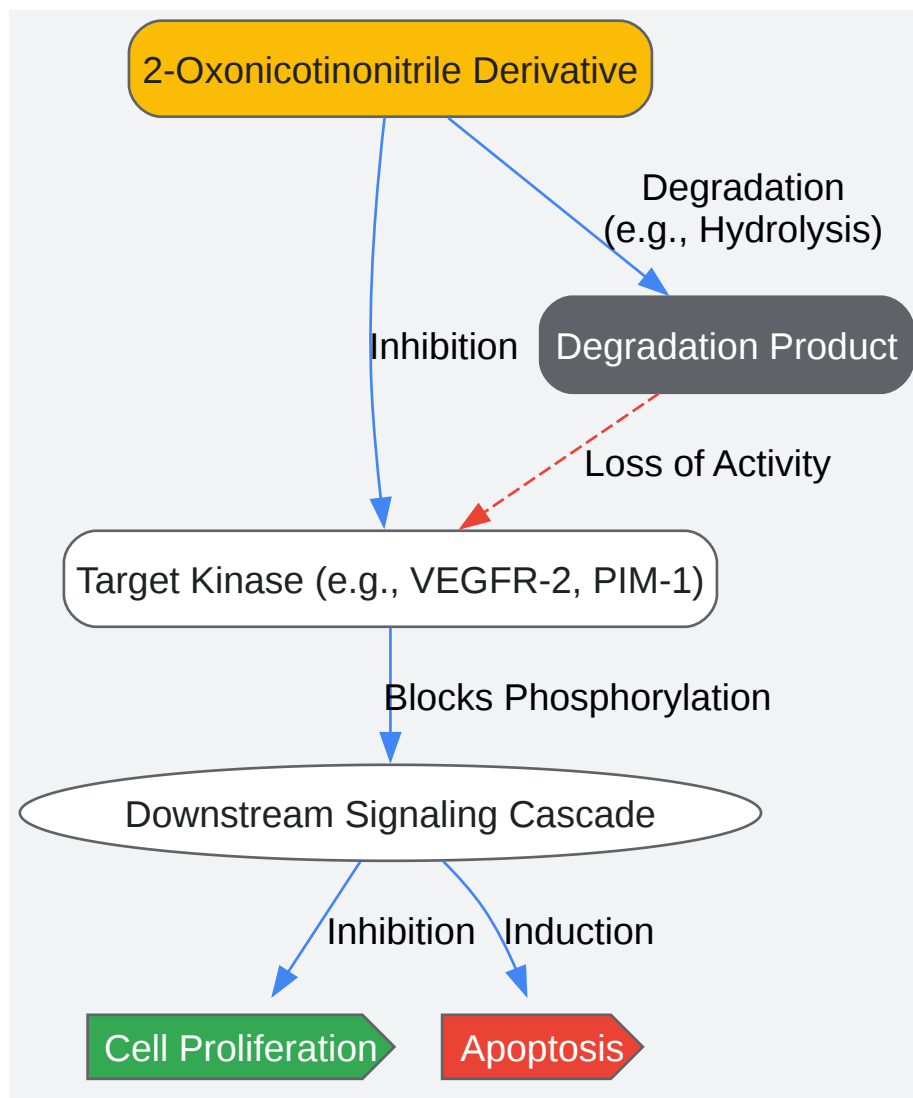 2-Oxonicotinonitrile Derivative
Degradation
(e.g., Hydrolysis)
Inhibition
Degradation Product
Loss of Activity
Target Kinase (e.g., VEGFR-2, PIM-1)
Blocks Phosphorylation
Downstream Signaling Cascade
Inhibition
Induction
Cell Proliferation
Apoptosis